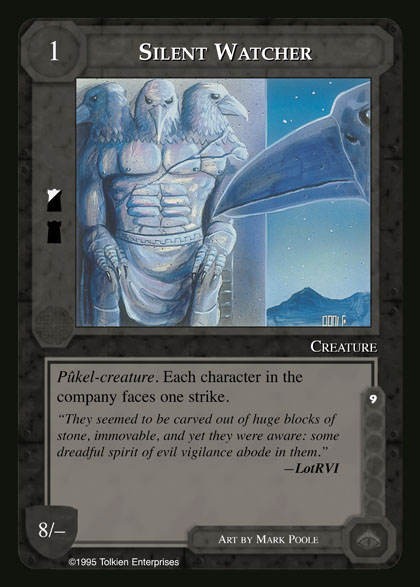 1
SILENT WATCHER
POOLE
CREATURE
Pûkel-creature. Each character in the
company faces one strike.
9
“They seemed to be carved out of huge blocks of
stone, immovable, and yet they were aware: some
dreadful spirit of evil vigilance abode in them.”
—LotRVI
8/–
ART BY MARK POOLE
©1995 Tolkien Enterprises